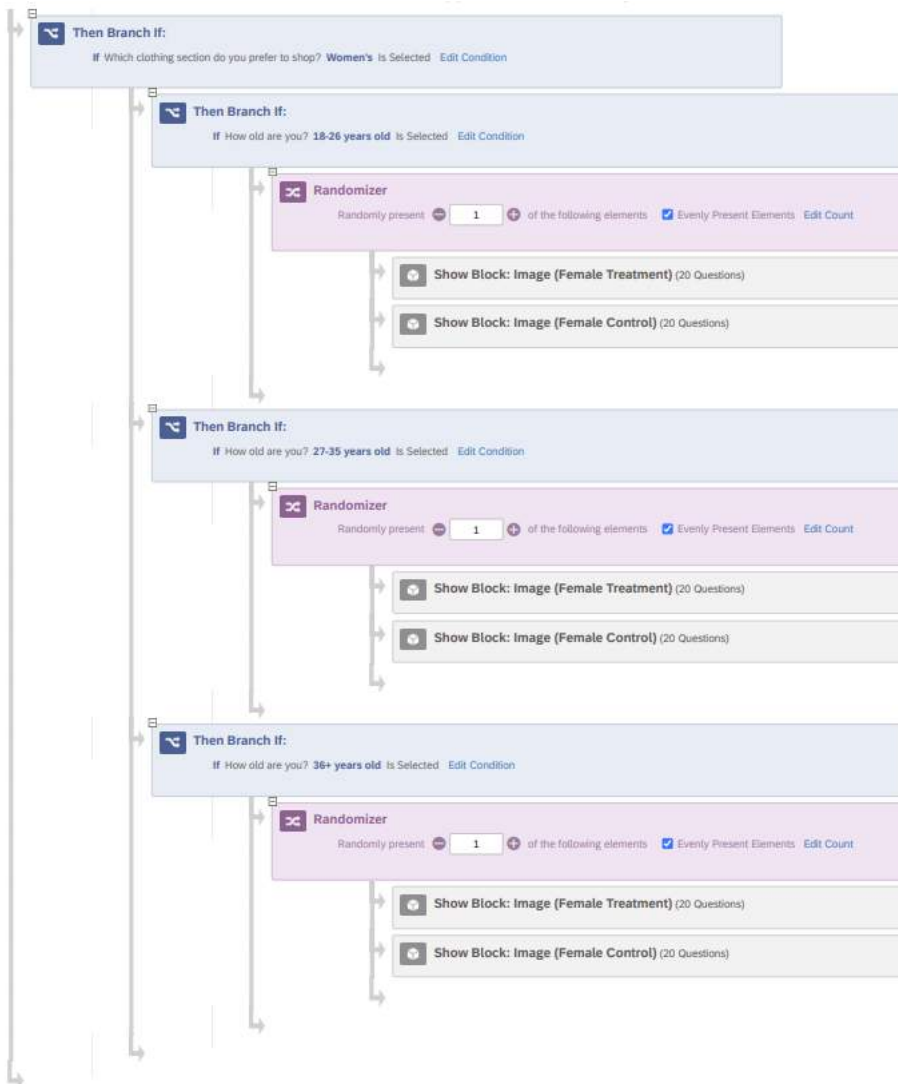 Then Branch If:
If Which clothing section do you prefer to shop? Women's Is Selected Edit Condition
Then Branch If:
If How old are you? 18-26 years old Is Selected Edit Condition
Randomizer
Randomly present 1 of the following elements Evenly Present Elements Edit Count
Show Block: Image (Female Treatment) (20 Questions)
Show Block: Image (Female Control) (20 Questions)
Then Branch If:
If How old are you? 27-35 years old Is Selected Edit Condition
Randomizer
Randomly present 1 of the following elements Evenly Present Elements Edit Count
Show Block: Image (Female Treatment) (20 Questions)
Show Block: Image (Female Control) (20 Questions)
Then Branch If:
If How old are you? 36+ years old Is Selected Edit Condition
Randomizer
Randomly present 1 of the following elements Evenly Present Elements Edit Count
Show Block: Image (Female Treatment) (20 Questions)
Show Block: Image (Female Control) (20 Questions)